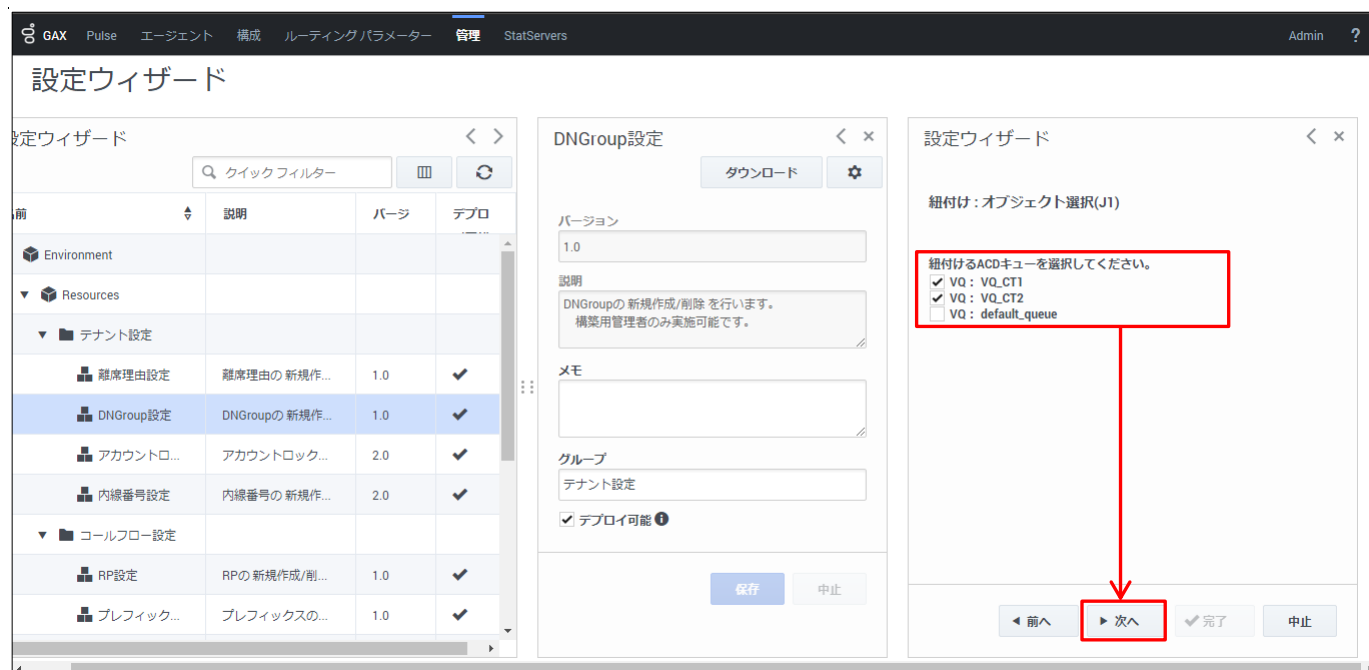 GAX Pulse エージェント 構成 ルーティング パラメーター 管理 StatServers Admin ?
設定ウィザード
設定ウィザード
クイック フィルター
前 説明 バージ デプロ
Environment
Resources
テナント設定
離席理由設定 離席理由の 新規作... 1.0
DNGroup設定 DNGroupの 新規作... 1.0
アカウントロ... アカウントロック... 2.0
内線番号設定 内線番号の 新規作... 2.0
コールフロー設定
RP設定 RPの 新規作成/削... 1.0
プレフィック... プレフィックスの... 1.0
DNGroup設定
ダウンロード
バージョン
1.0
説明
DNGroupの 新規作成/削除 を行います。
構築用管理者のみ実施可能です。
メモ
グループ
テナント設定
デプロイ可能
保存 中止
設定ウィザード
紐付け : オブジェクト選択(J1)
紐付けるACDキューを選択してください。
VQ : VQ_CT1
VQ : VQ_CT2
VQ : default_queue
前へ 次へ 完了 中止